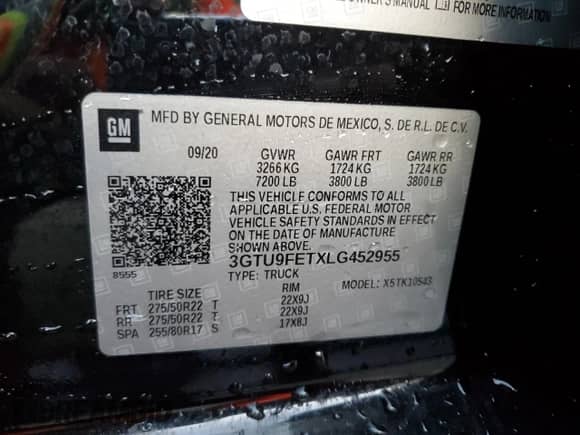 OWNER'S MANUAL FOR MORE INFORMATION
GM
MFD BY GENERAL MOTORS DE MEXICO, S. DE R.L. DE C.V.
09/20 GVWR GAWR FRT GAWR RR
3266 KG 1724 KG 1724 KG
7200 LB 3800 LB 3800 LB
THIS VEHICLE CONFORMS TO ALL
APPLICABLE U.S. FEDERAL MOTOR
VEHICLE SAFETY STANDARDS IN EFFECT
ON THE DATE OF MANUFACTURE
SHOWN ABOVE.
3GTU9FETXLG452955
8555
TYPE: TRUCK MODEL: X5TK10543
TIRE SIZE RIM
FRT 275/50R22 T 22X9J
RR 275/50R22 T 22X9J
SPA 255/80R17 S 17X8J